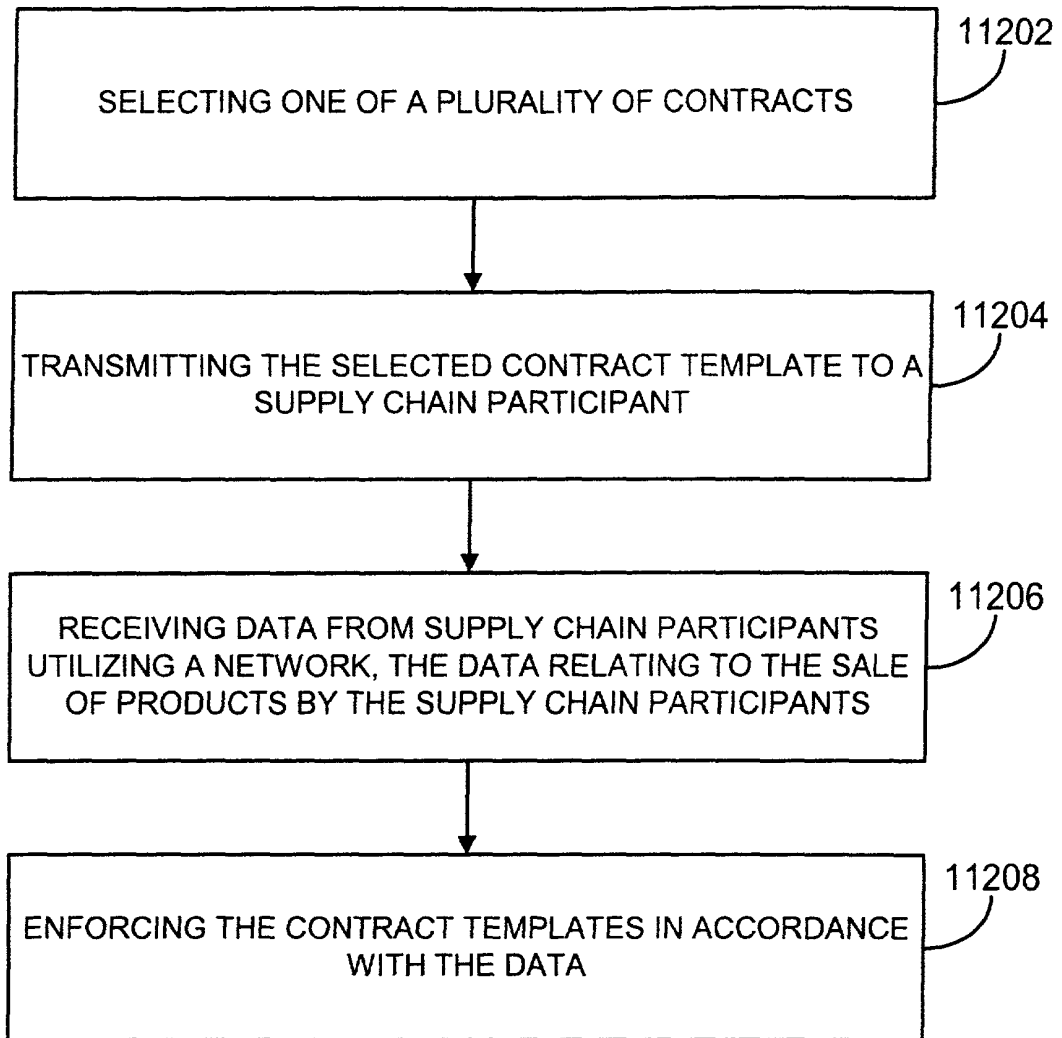 11202
SELECTING ONE OF A PLURALITY OF CONTRACTS
11204
TRANSMITTING THE SELECTED CONTRACT TEMPLATE TO A
SUPPLY CHAIN PARTICIPANT
11206
RECEIVING DATA FROM SUPPLY CHAIN PARTICIPANTS
UTILIZING A NETWORK, THE DATA RELATING TO THE SALE
OF PRODUCTS BY THE SUPPLY CHAIN PARTICIPANTS
11208
ENFORCING THE CONTRACT TEMPLATES IN ACCORDANCE
WITH THE DATA